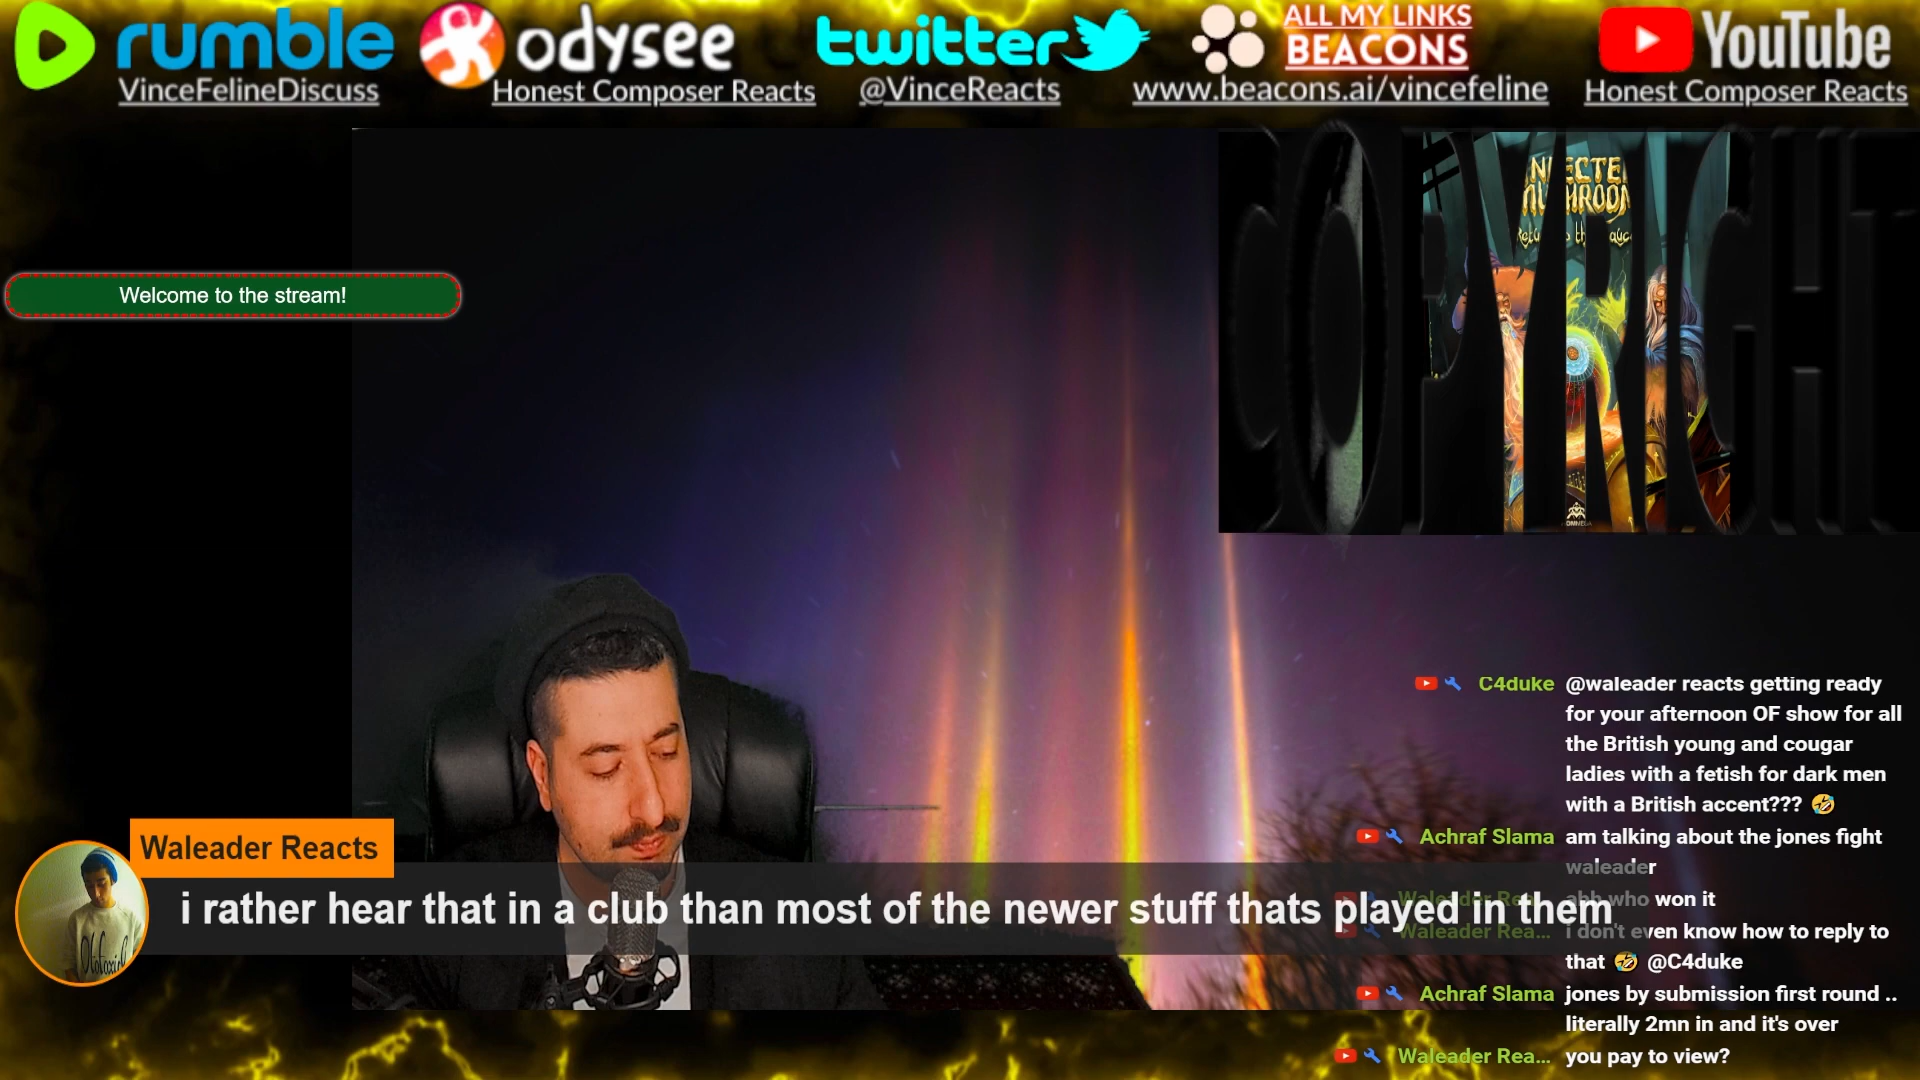 rumble
VinceFelineDiscuss
odysee
Honest Composer Reacts
twitter
@VinceReacts
ALL MY LINKS
BEACONS
www.beacons.ai/vincefeline
YouTube
Honest Composer Reacts
COPYRIGHT
Welcome to the stream!
C4duke @waleader reacts getting ready
for your afternoon OF show for all
the British young and cougar
ladies with a fetish for dark men
with a British accent??? 🤣
Achraf Slama am talking about the jones fight
waleader
Waleader Reacts
i rather hear that in a club than most of the newer stuff thats played in them
who won it
Waleader Rea... i don't even know how to reply to
that 🤣 @C4duke
Achraf Slama jones by submission first round ..
literally 2mn in and it's over
Waleader Rea... you pay to view?